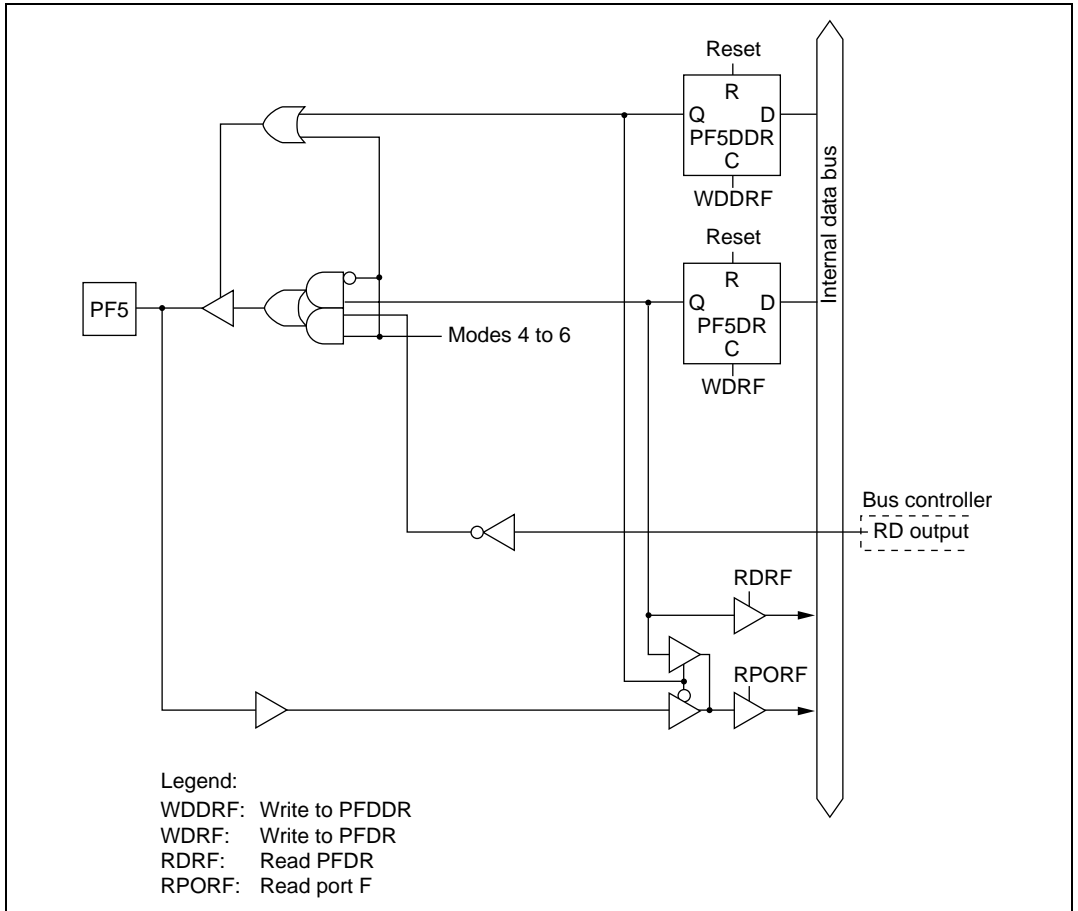 Reset
R
Q D
PF5DDR
C
WDDRF
Reset
R
Q D
PF5DR
C
WDRF
Internal data bus
PF5
Modes 4 to 6
Bus controller
RD output
RDRF
RPORF
Legend:
WDDRF: Write to PFDDR
WDRF: Write to PFDR
RDRF: Read PFDR
RPORF: Read port F